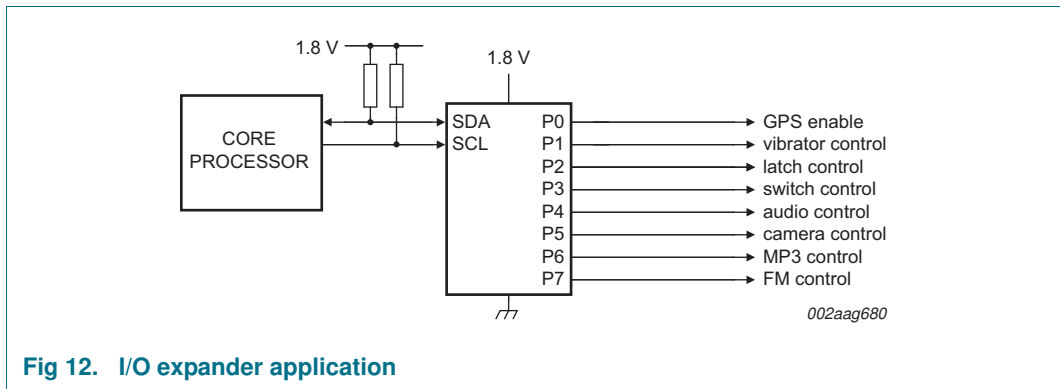 1.8 V
1.8 V
CORE
PROCESSOR
SDA
SCL
P0
P1
P2
P3
P4
P5
P6
P7
GPS enable
vibrator control
latch control
switch control
audio control
camera control
MP3 control
FM control
002aag680
Fig 12. I/O expander application